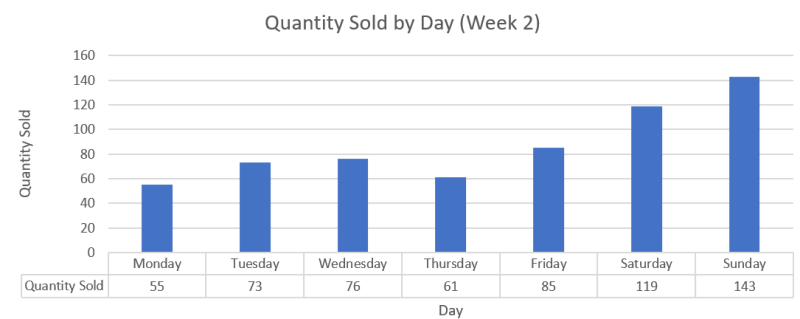 Quantity Sold by Day (Week 2)
160
140
120
100
80
60
40
20
0
Quantity Sold
Monday Tuesday Wednesday Thursday Friday Saturday Sunday
Quantity Sold 55 73 76 61 85 119 143
Day